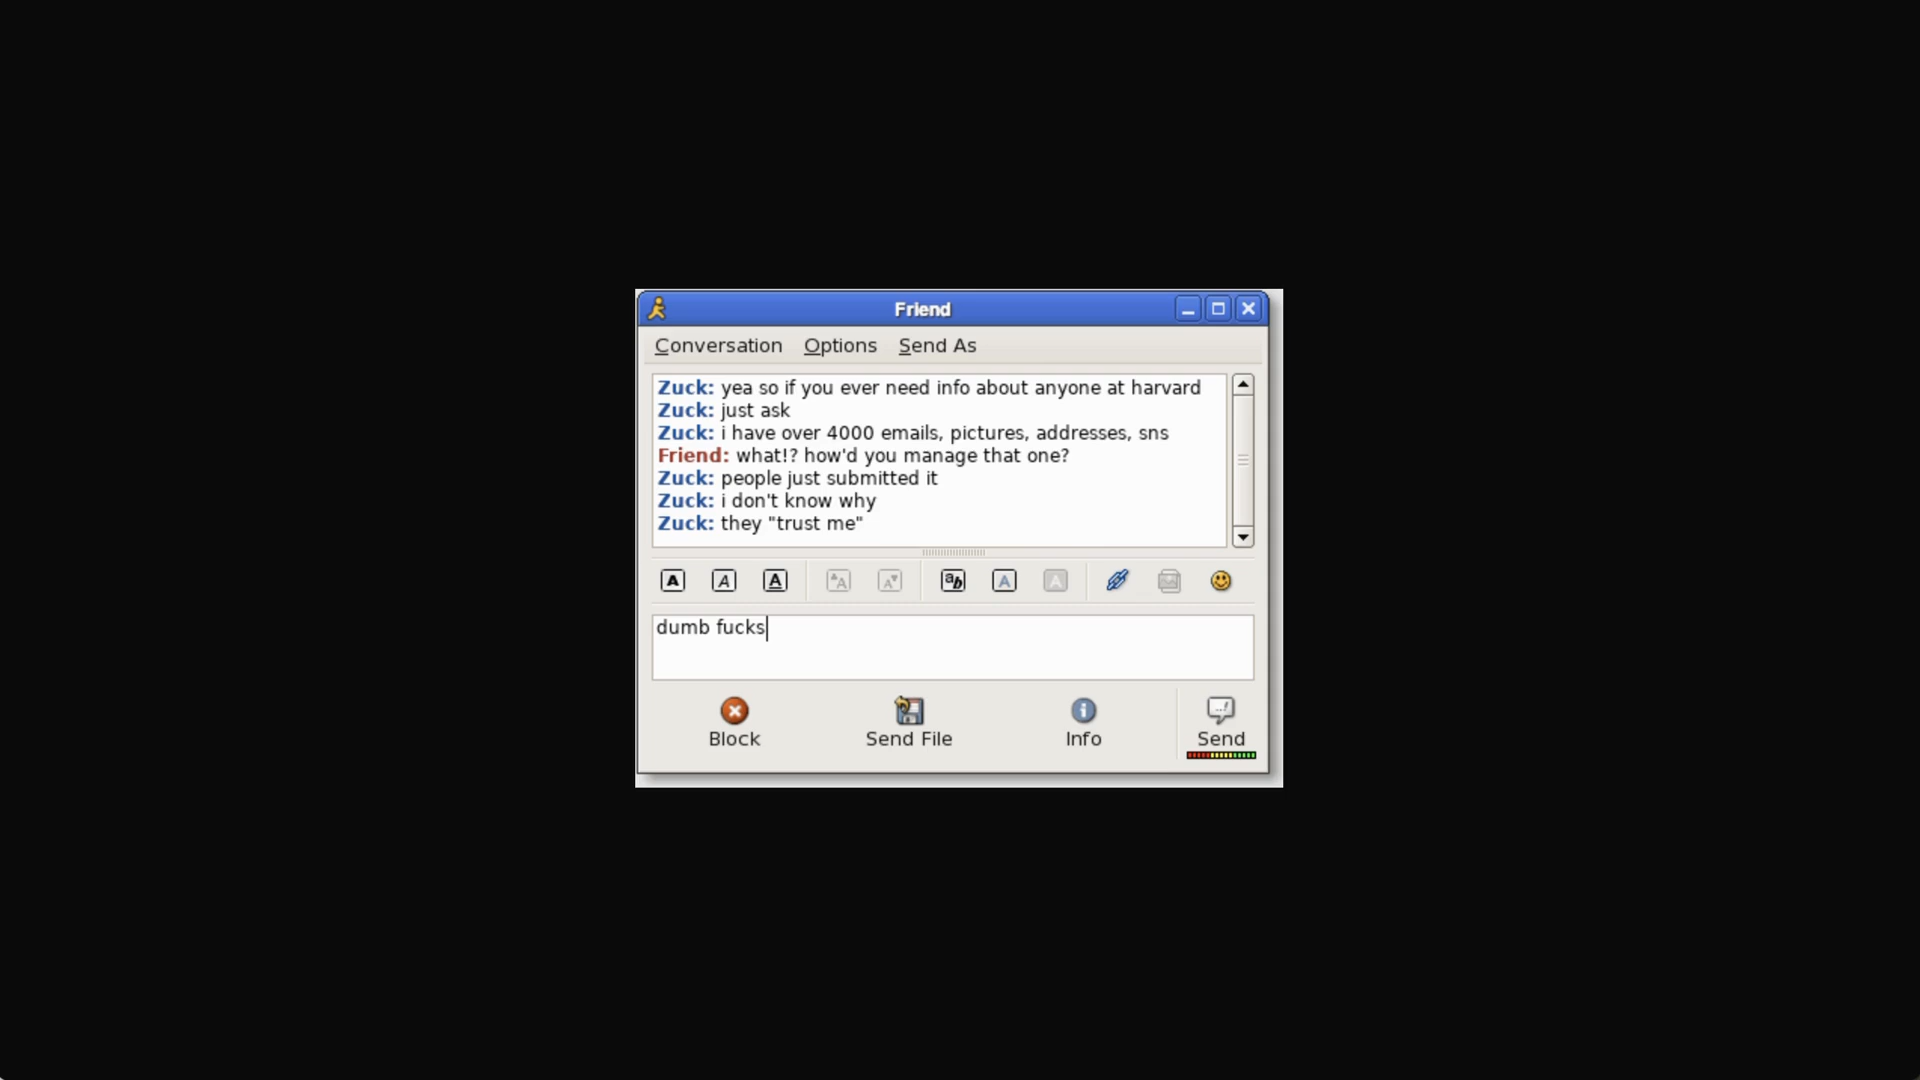 Friend
Conversation Options Send As
Zuck: yea so if you ever need info about anyone at harvard
Zuck: just ask
Zuck: i have over 4000 emails, pictures, addresses, sns
Friend: what!? how'd you manage that one?
Zuck: people just submitted it
Zuck: i don't know why
Zuck: they "trust me"
dumb fucks
Block Send File Info Send